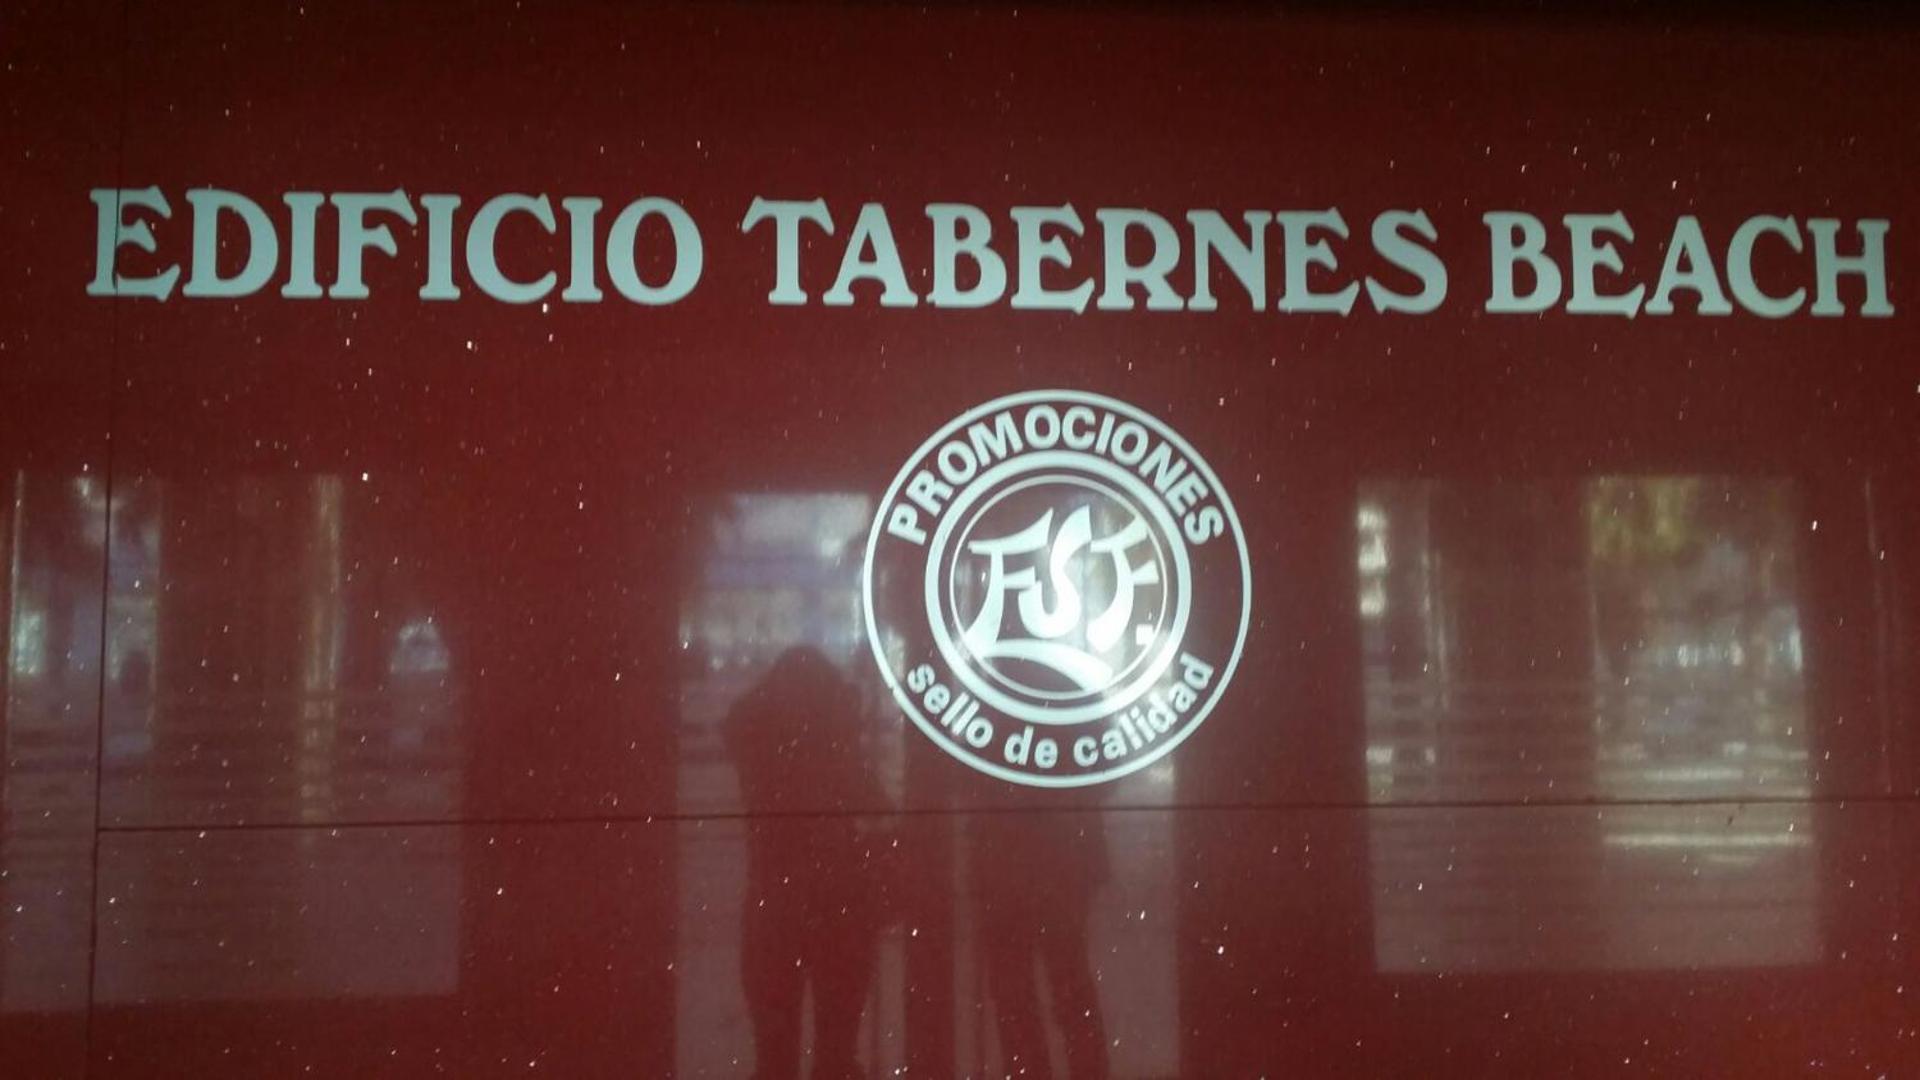 EDIFICIO TABERNES BEACH
PROMOCIONES
sello de calidad